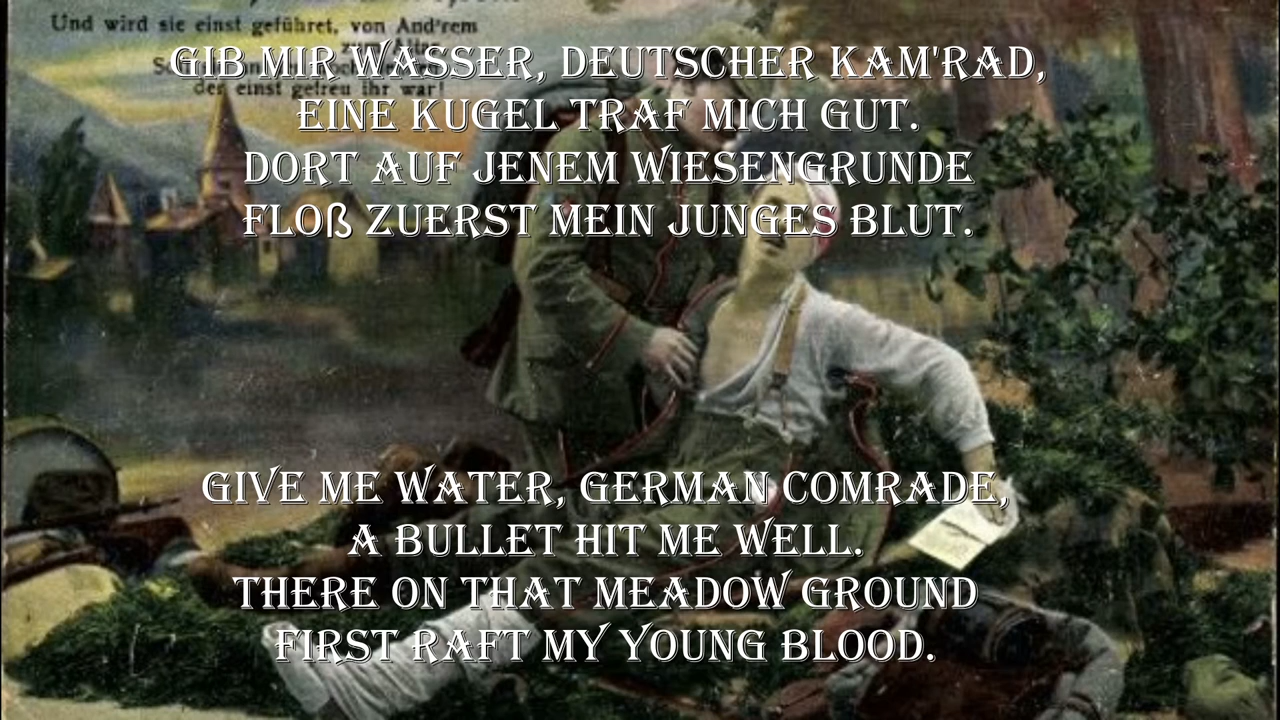 Und wird sie einst geführet, von And'rem
GIB MIR WASSER, DEUTSCHER KAM'RAD,
der einst getreu ihr war!
EINE KUGEL TRAF MICH GUT.
DORT AUF JENEM WIESENGRUNDE
FLOß ZUERST MEIN JUNGES BLUT.
GIVE ME WATER, GERMAN COMRADE,
A BULLET HIT ME WELL.
THERE ON THAT MEADOW GROUND
FIRST RAFT MY YOUNG BLOOD.